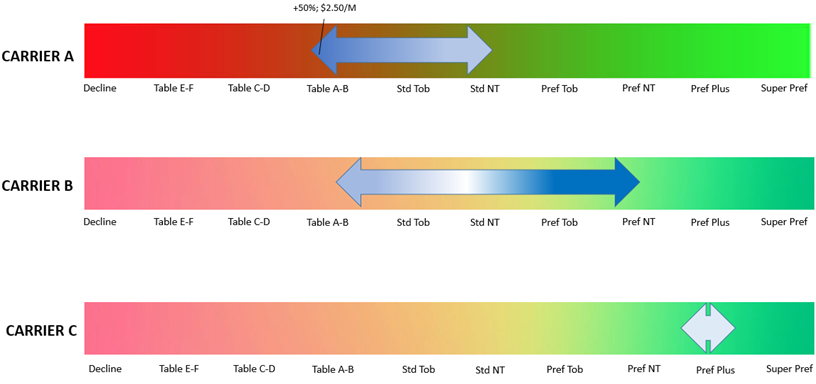 +50%; $2.50/M
CARRIER A
Decline Table E-F Table C-D Table A-B Std Tob Std NT Pref Tob Pref NT Pref Plus Super Pref
CARRIER B
Decline Table E-F Table C-D Table A-B Std Tob Std NT Pref Tob Pref NT Pref Plus Super Pref
CARRIER C
Decline Table E-F Table C-D Table A-B Std Tob Std NT Pref Tob Pref NT Pref Plus Super Pref